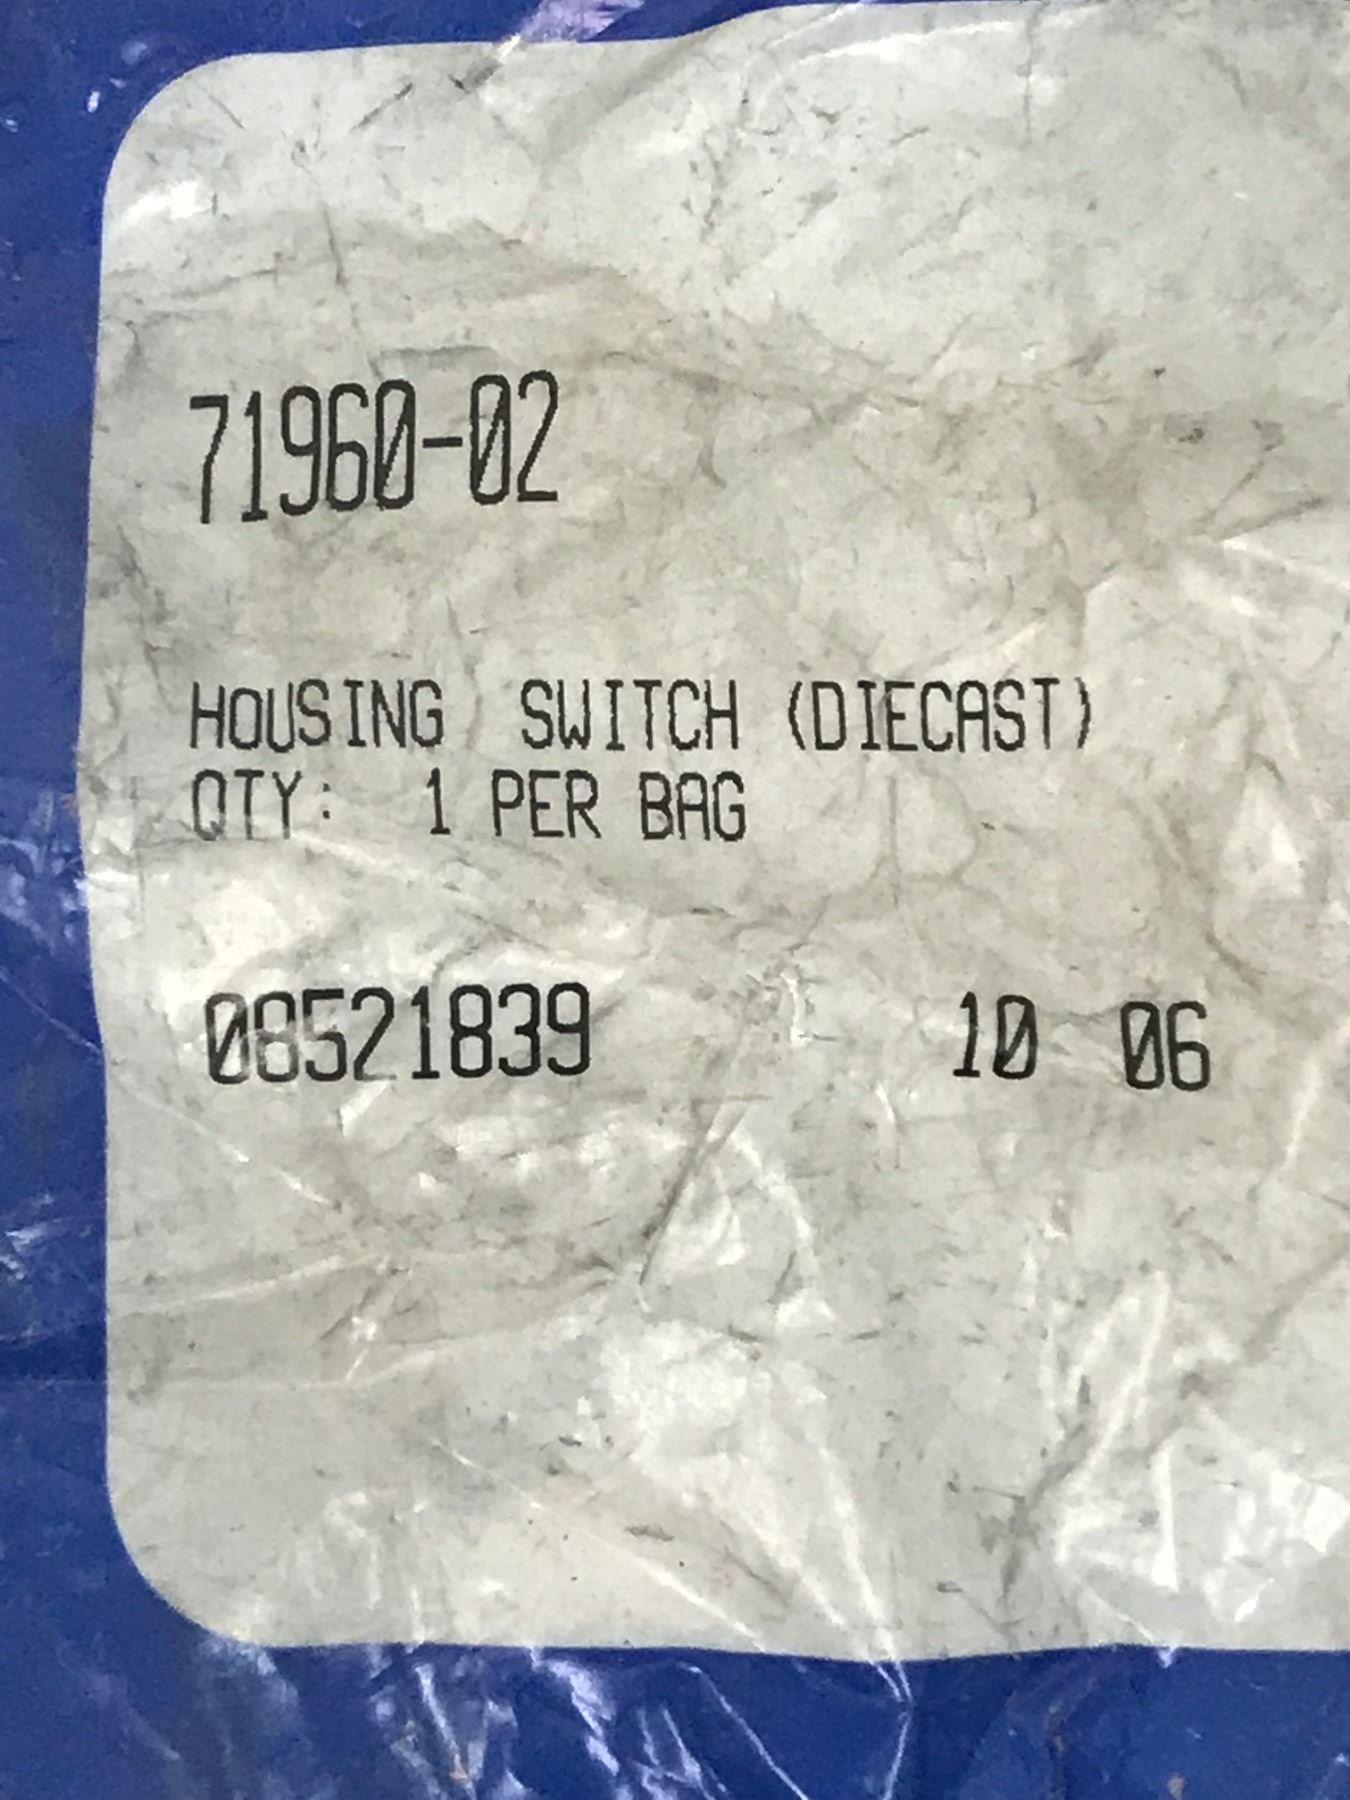 71960-02
HOUSING SWITCH (DIECAST)
QTY: 1 PER BAG
08521839 10 06